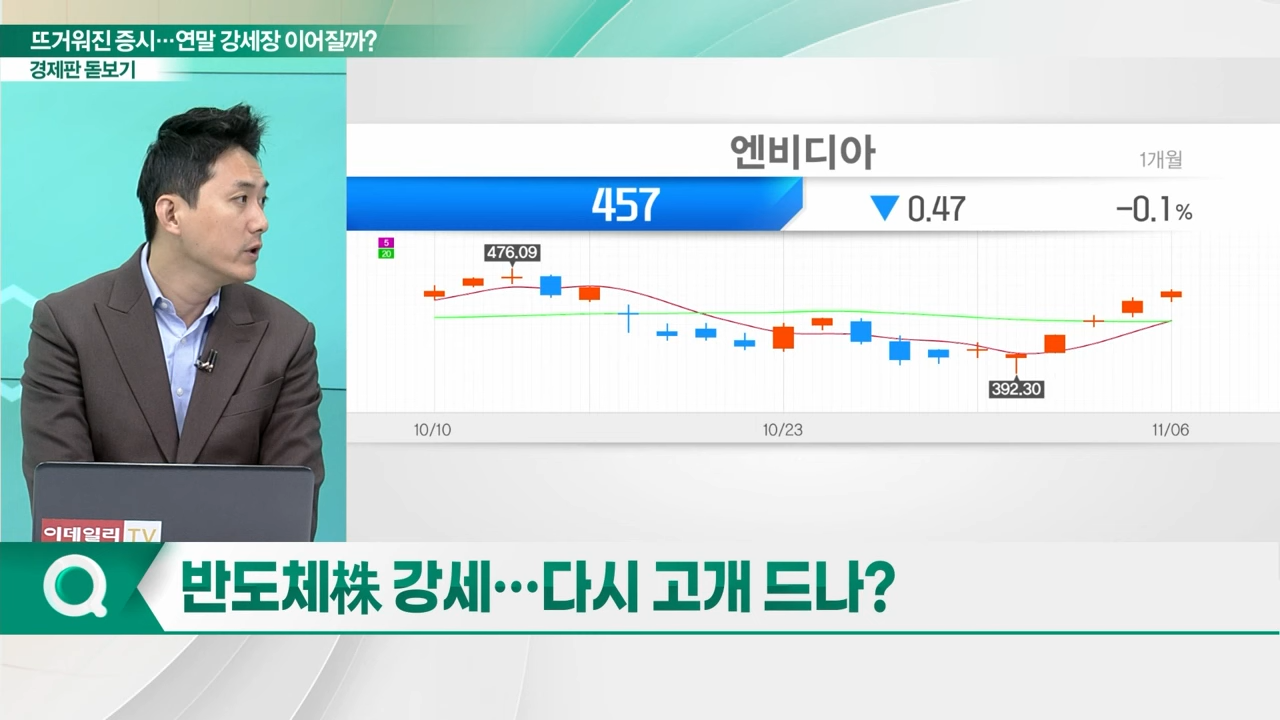 뜨거워진 증시…연말 강세장 이어질까?
경제판 돋보기
엔비디아
1개월
457
▼ 0.47
-0.1%
5
20
476.09
392.30
10/10
10/23
11/06
이데일리 TV
반도체株 강세…다시 고개 드나?